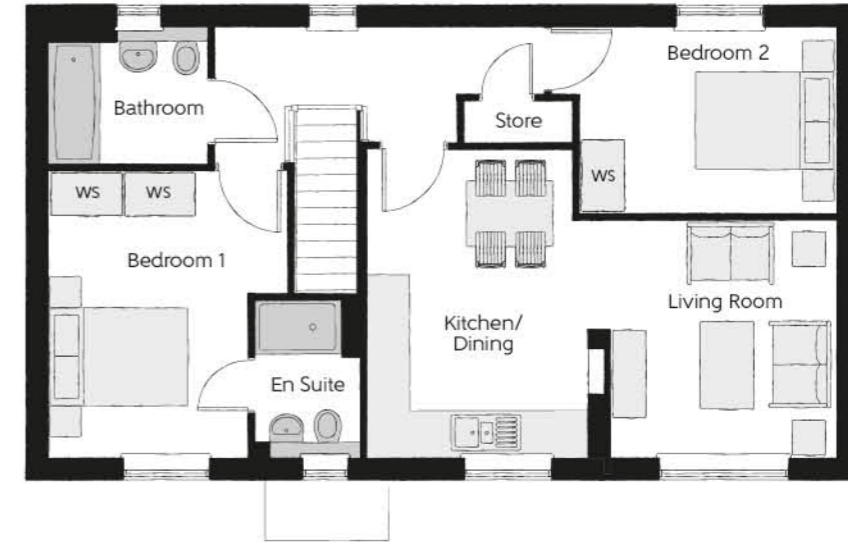 Bedroom 2
Bathroom
Store
WS
WS WS
Bedroom 1
Living Room
Kitchen/
Dining
En Suite